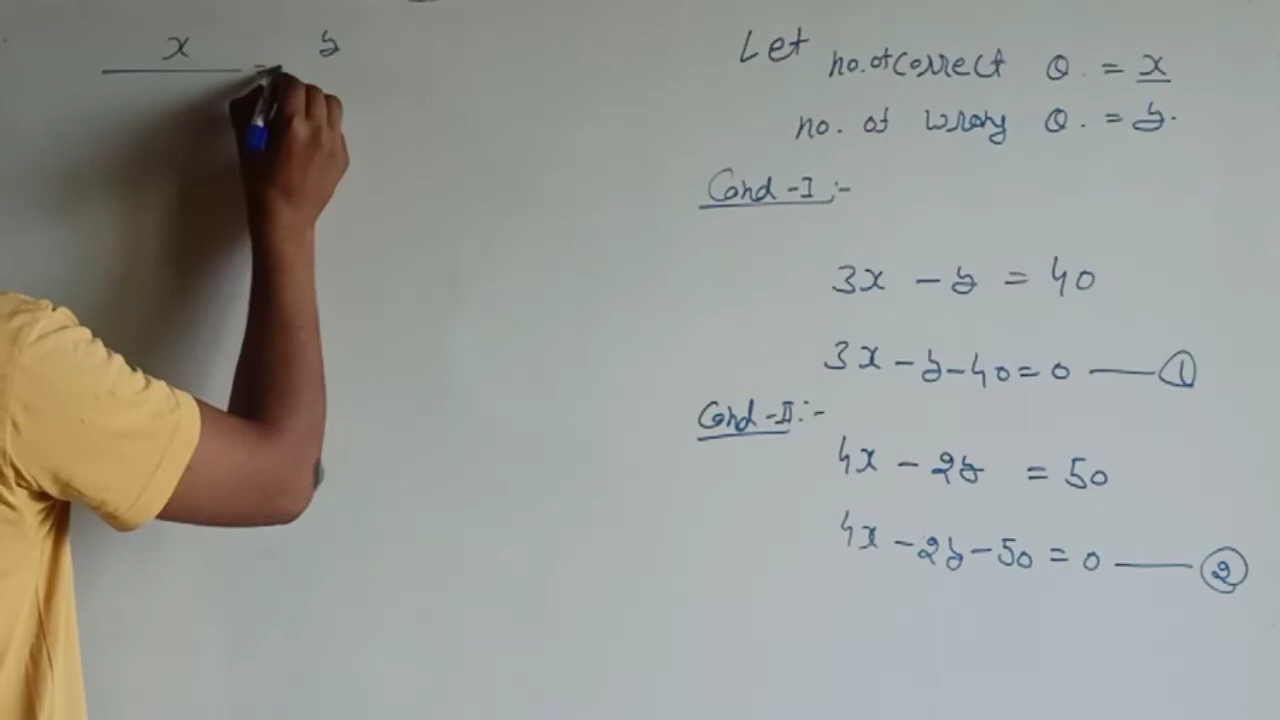 x = y
Let no. of correct Q. = x
no. of wrong Q. = y.
Cond - I :-
3x - y = 40
3x - y - 40 = 0 —— ①
Cond - II :-
4x - 2y = 50
4x - 2y - 50 = 0 —— ②